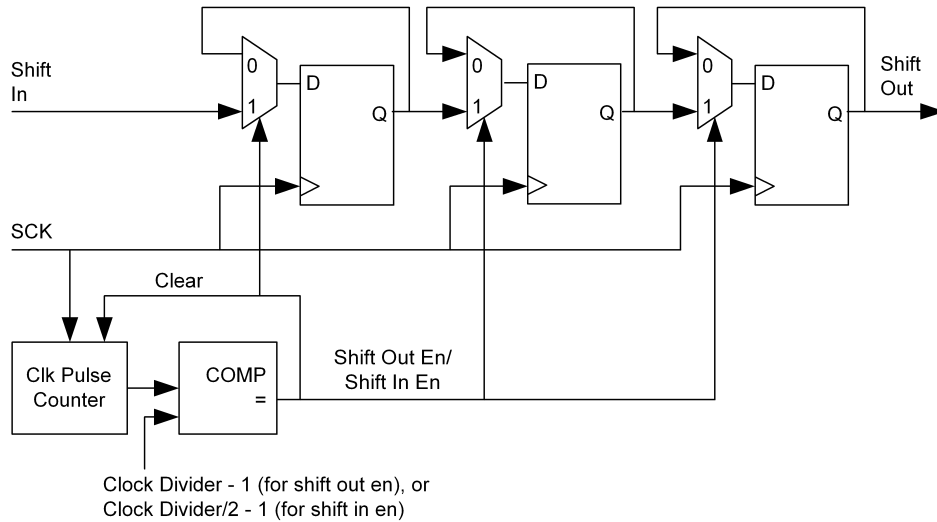 Shift
In
0
1
D
Q
0
1
D
Q
0
1
D
Q
Shift
Out
SCK
Clear
Clk Pulse
Counter
COMP
=
Shift Out En/
Shift In En
Clock Divider - 1 (for shift out en), or
Clock Divider/2 - 1 (for shift in en)